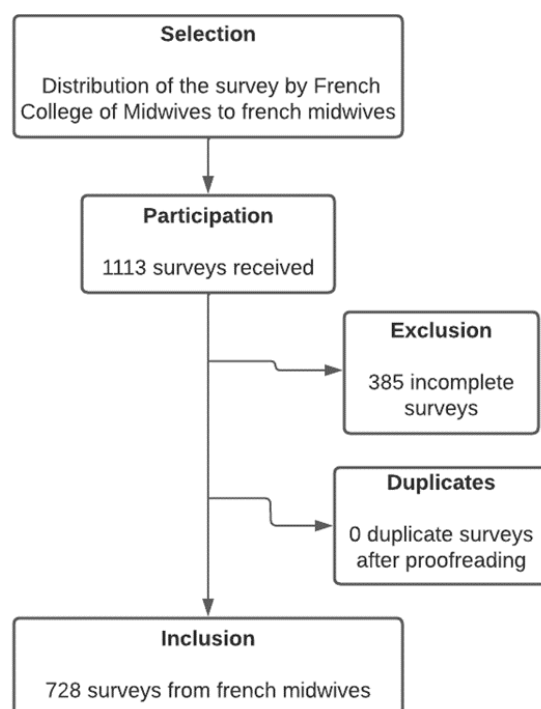 Selection
Distribution of the survey by French
College of Midwives to french midwives
Participation
1113 surveys received
Exclusion
385 incomplete
surveys
Duplicates
0 duplicate surveys
after proofreading
Inclusion
728 surveys from french midwives